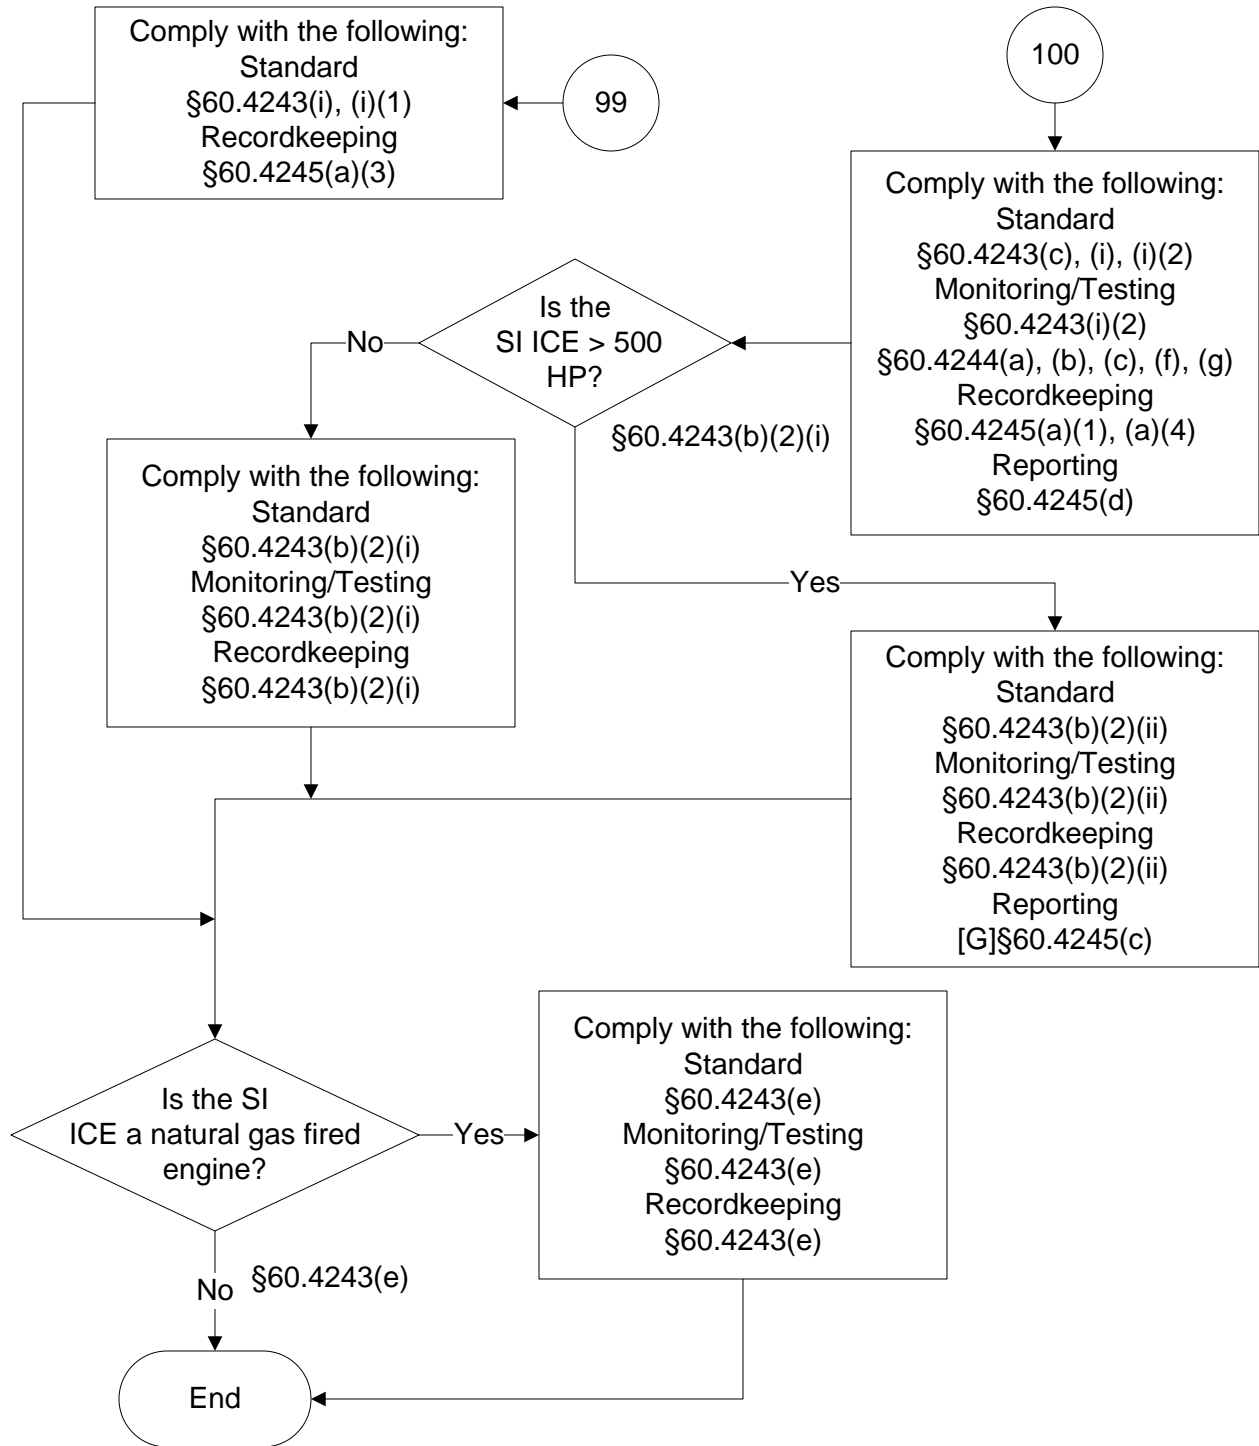 Comply with the following:
Standard
§60.4243(i), (i)(1)
Recordkeeping
§60.4245(a)(3)
99
100
Comply with the following:
Standard
§60.4243(c), (i), (i)(2)
Monitoring/Testing
§60.4243(i)(2)
§60.4244(a), (b), (c), (f), (g)
Recordkeeping
§60.4245(a)(1), (a)(4)
Reporting
§60.4245(d)
Is the
SI ICE > 500
HP?
No
§60.4243(b)(2)(i)
Yes
Comply with the following:
Standard
§60.4243(b)(2)(i)
Monitoring/Testing
§60.4243(b)(2)(i)
Recordkeeping
§60.4243(b)(2)(i)
Comply with the following:
Standard
§60.4243(b)(2)(ii)
Monitoring/Testing
§60.4243(b)(2)(ii)
Recordkeeping
§60.4243(b)(2)(ii)
Reporting
[G]§60.4245(c)
Is the SI
ICE a natural gas fired
engine?
Yes
Comply with the following:
Standard
§60.4243(e)
Monitoring/Testing
§60.4243(e)
Recordkeeping
§60.4243(e)
No
§60.4243(e)
End